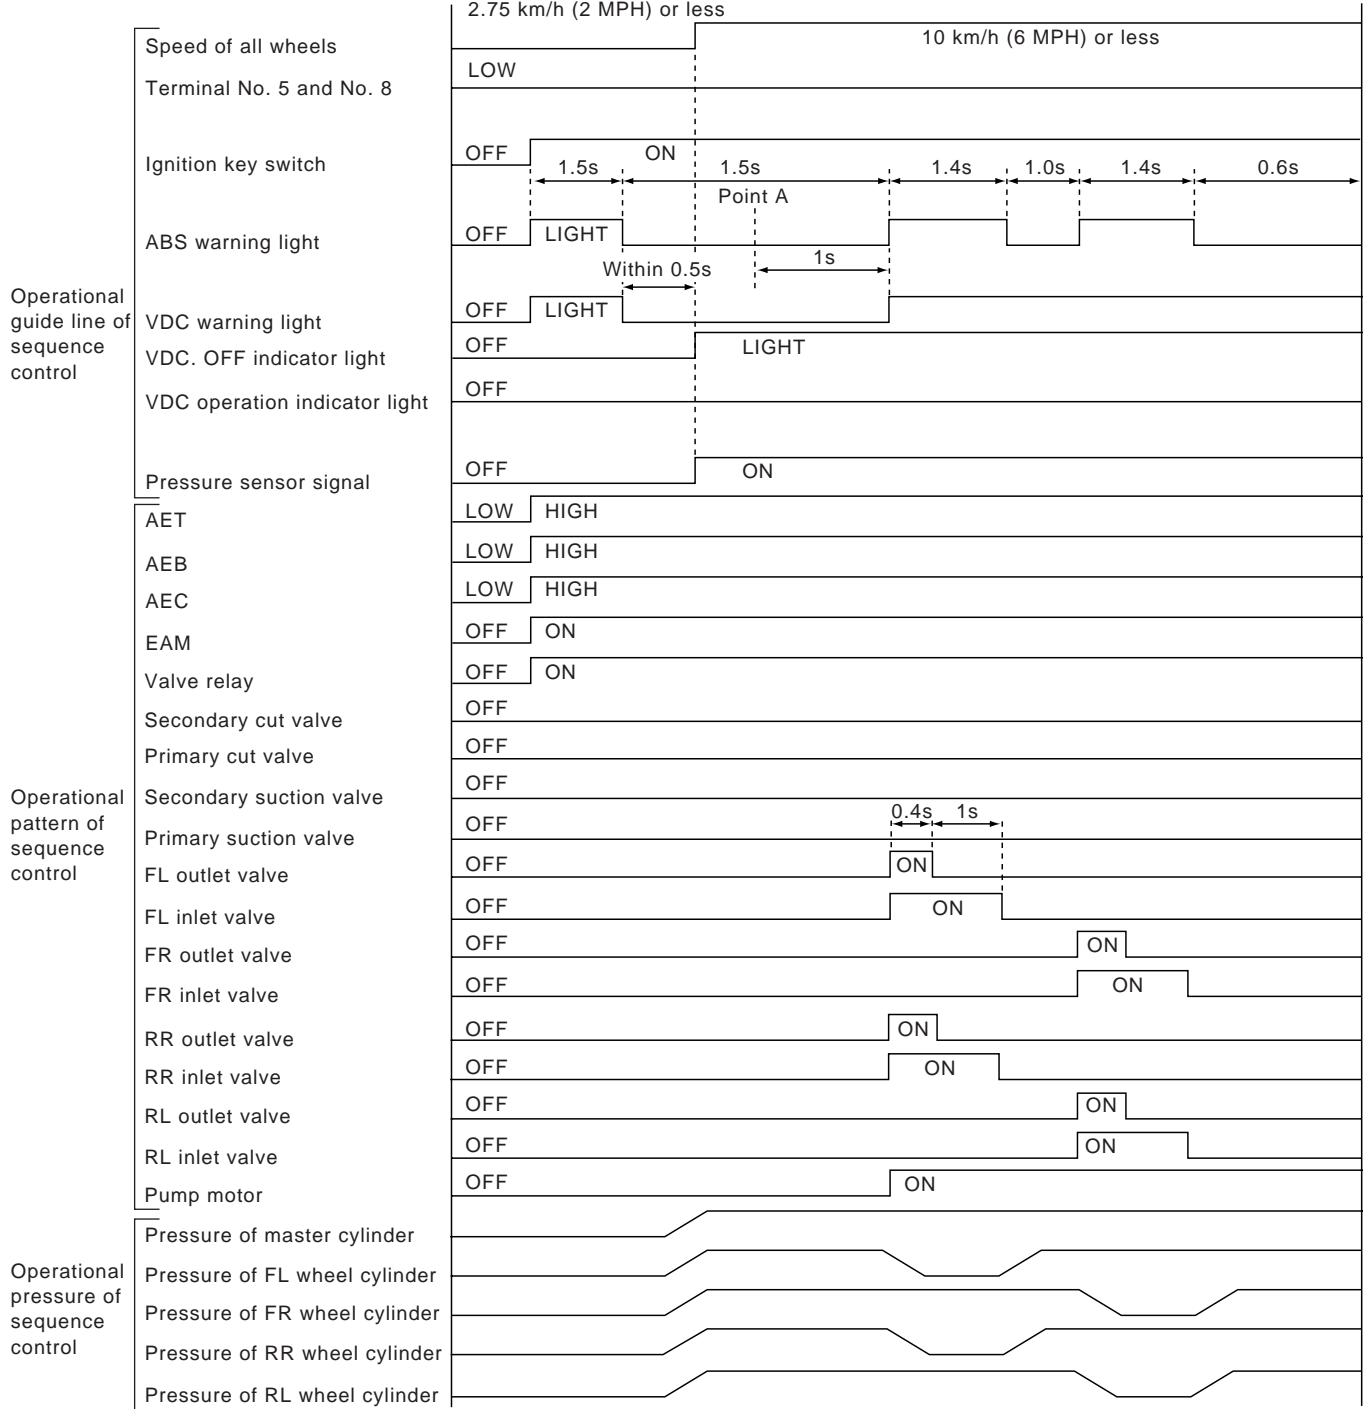 2.75 km/h (2 MPH) or less
Speed of all wheels
10 km/h (6 MPH) or less
LOW
Terminal No. 5 and No. 8
Ignition key switch
OFF
ON
1.5s
1.5s
1.4s
1.0s
1.4s
0.6s
Point A
ABS warning light
OFF
LIGHT
1s
Within 0.5s
Operational
guide line of
sequence
control
VDC warning light
OFF
LIGHT
VDC. OFF indicator light
OFF
LIGHT
VDC operation indicator light
OFF
Pressure sensor signal
OFF
ON
AET
LOW
HIGH
AEB
LOW
HIGH
AEC
LOW
HIGH
EAM
OFF
ON
Valve relay
OFF
ON
Secondary cut valve
OFF
Primary cut valve
OFF
Operational
pattern of
sequence
control
Secondary suction valve
OFF
Primary suction valve
OFF
0.4s
1s
FL outlet valve
OFF
ON
FL inlet valve
OFF
ON
FR outlet valve
OFF
ON
FR inlet valve
OFF
ON
RR outlet valve
OFF
ON
RR inlet valve
OFF
ON
RL outlet valve
OFF
ON
RL inlet valve
OFF
ON
Pump motor
OFF
ON
Operational
pressure of
sequence
control
Pressure of master cylinder
Pressure of FL wheel cylinder
Pressure of FR wheel cylinder
Pressure of RR wheel cylinder
Pressure of RL wheel cylinder